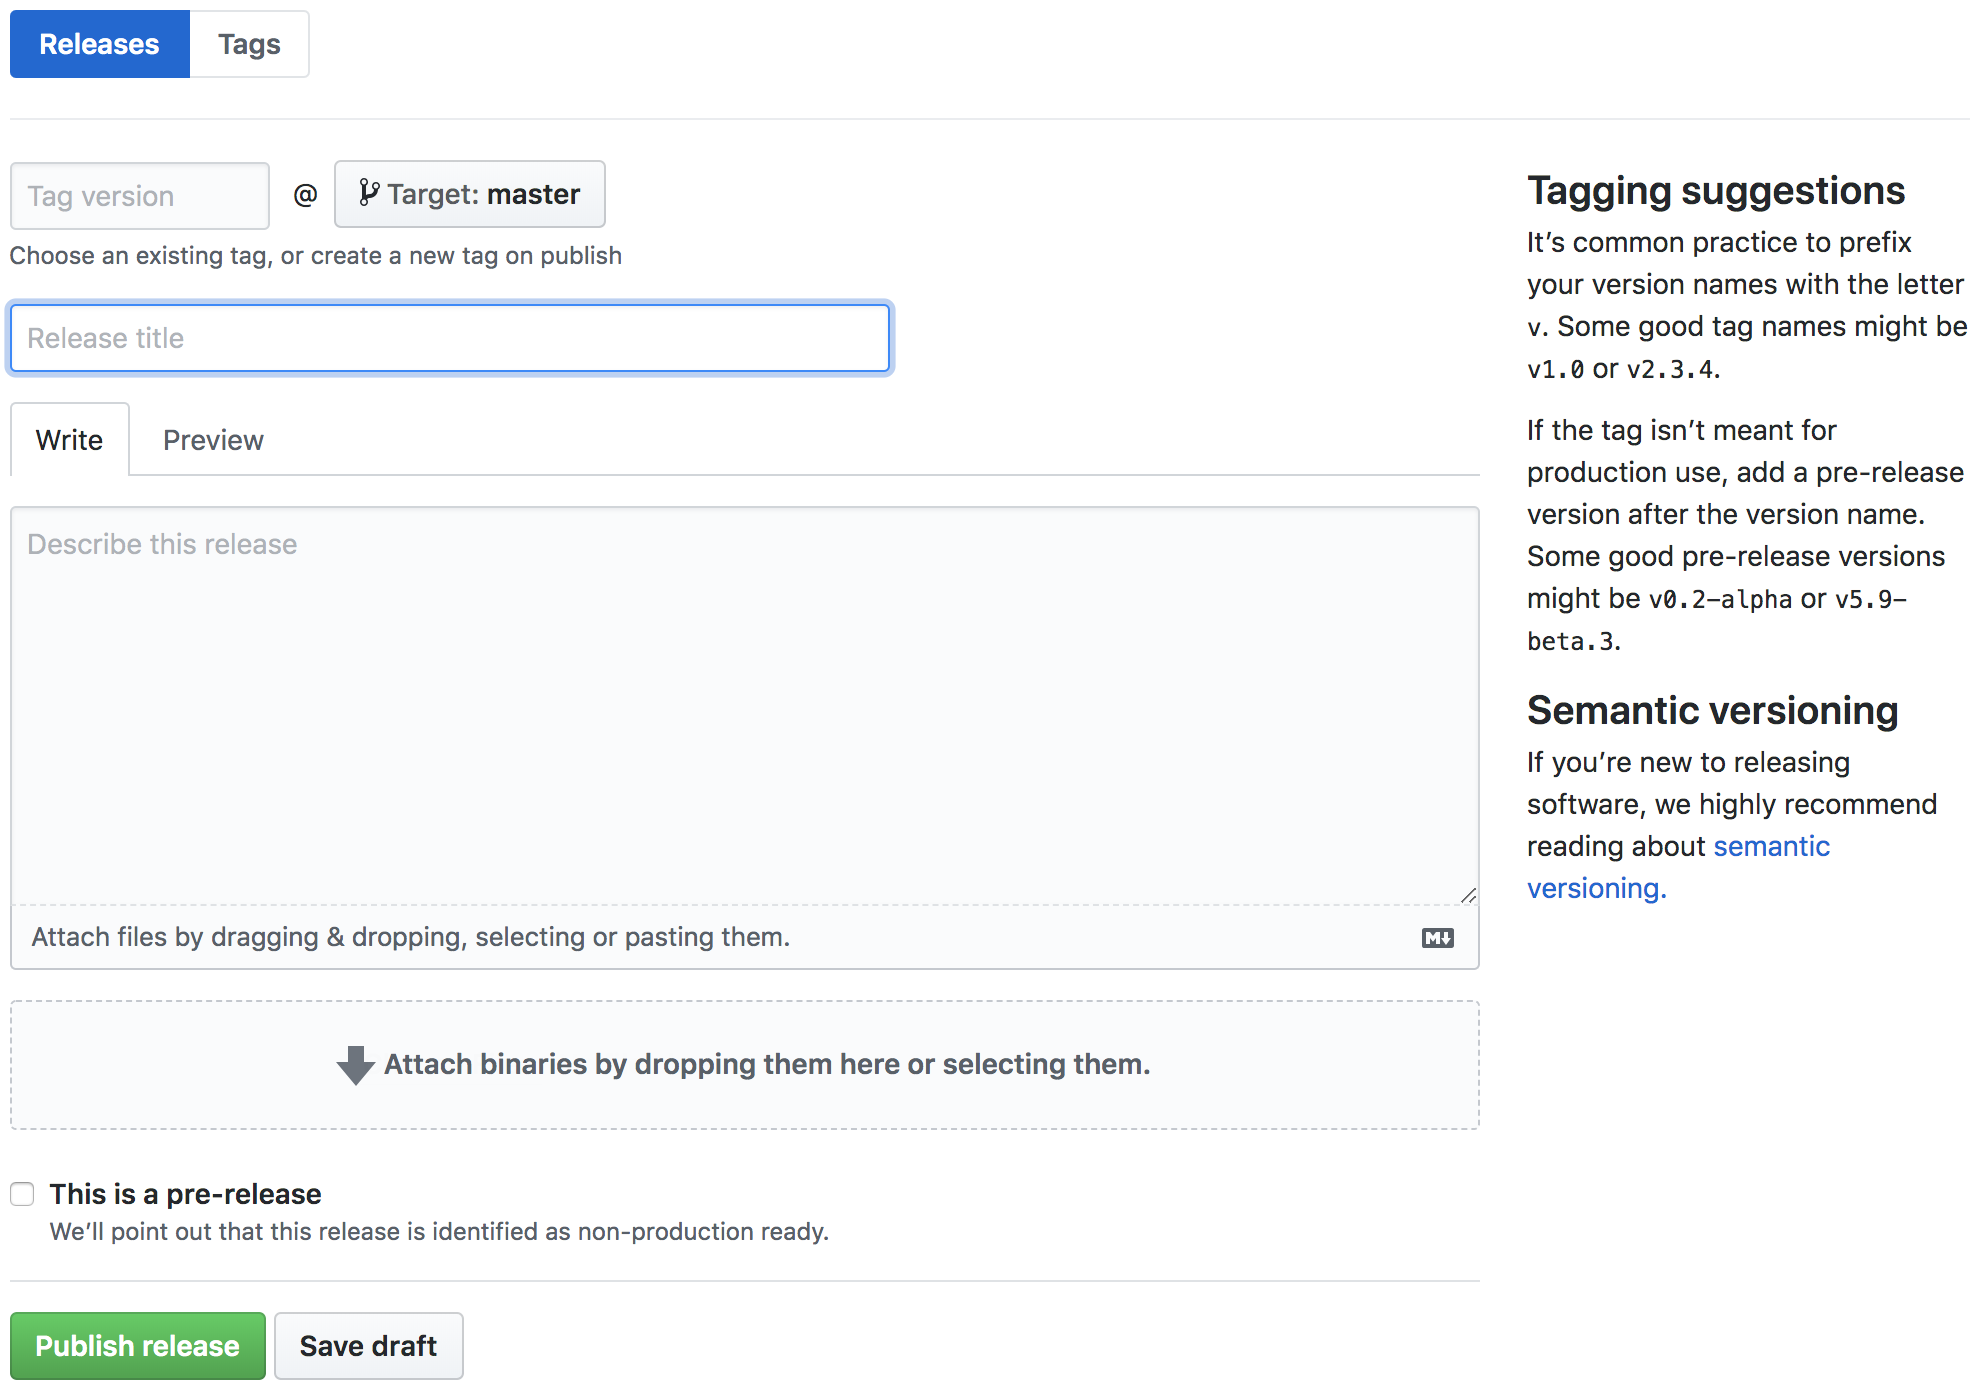 Releases Tags
Tag version @ Target: master
Choose an existing tag, or create a new tag on publish
Release title
Write Preview
Describe this release
Attach files by dragging & dropping, selecting or pasting them.
M↓
Attach binaries by dropping them here or selecting them.
This is a pre-release
We’ll point out that this release is identified as non-production ready.
Publish release Save draft
Tagging suggestions
It’s common practice to prefix
your version names with the letter
v. Some good tag names might be
v1.0 or v2.3.4.
If the tag isn’t meant for
production use, add a pre-release
version after the version name.
Some good pre-release versions
might be v0.2-alpha or v5.9-
beta.3.
Semantic versioning
If you’re new to releasing
software, we highly recommend
reading about semantic
versioning.